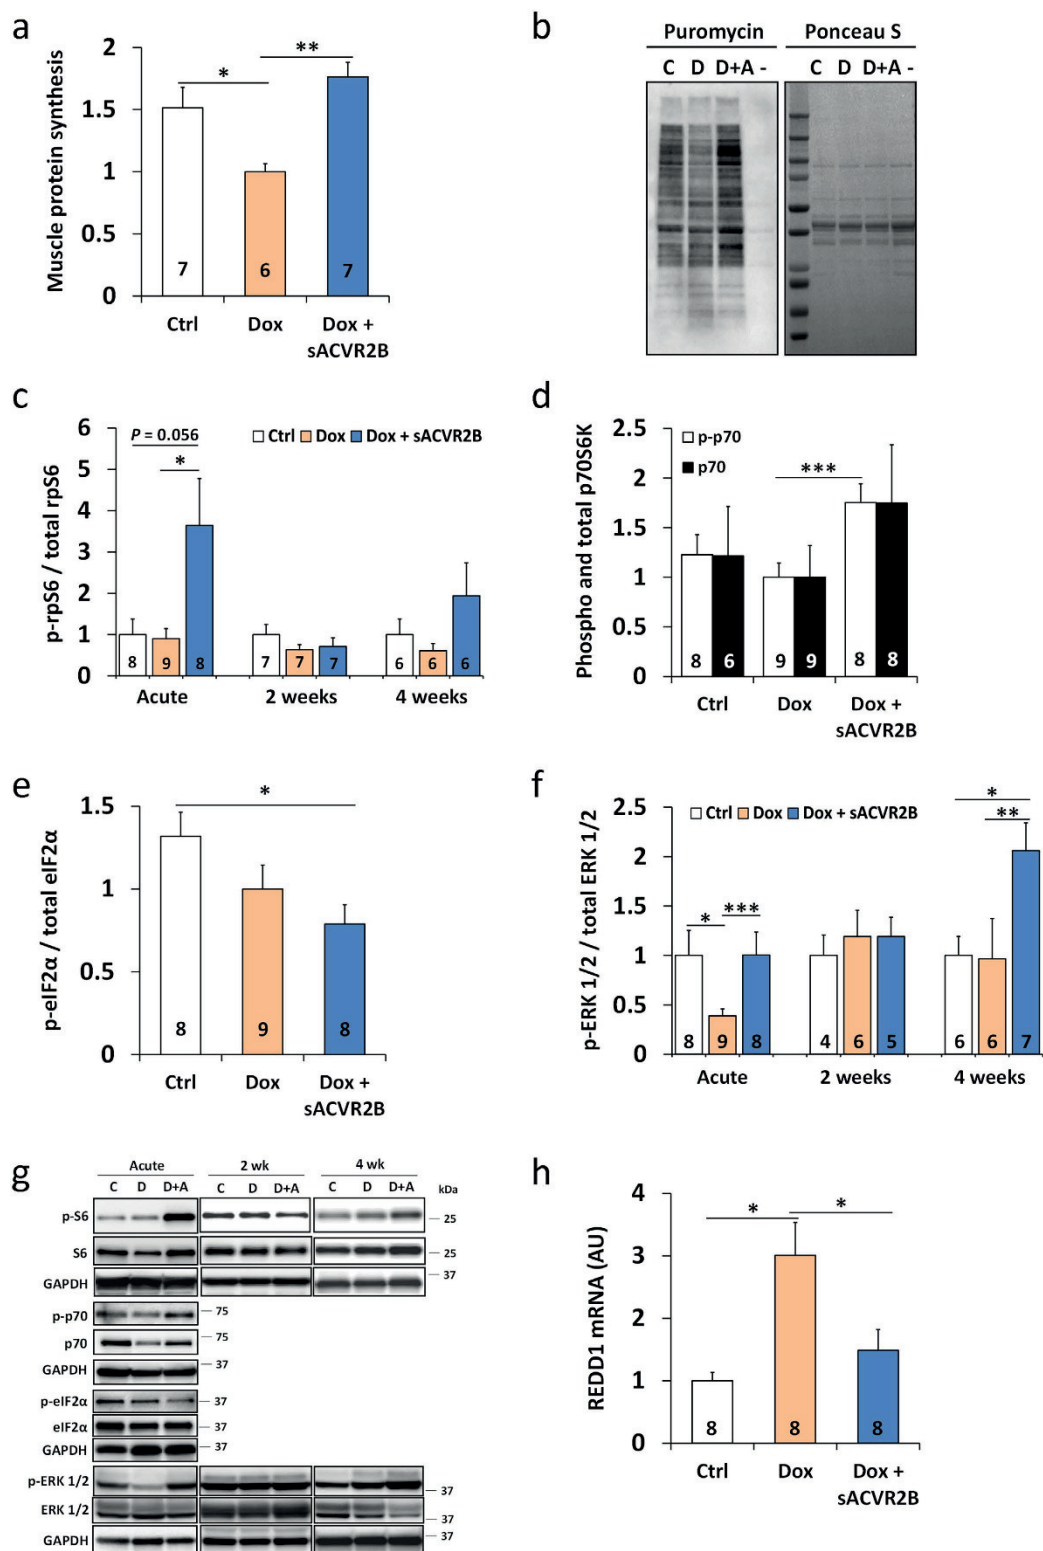 a
Muscle protein synthesis
2
1.5
1
0.5
0
*
**
7
6
7
Ctrl
Dox
Dox +
sACVR2B
b
Puromycin
Ponceau S
C D D+A -
C D D+A -
c
p-rpS6 / total rpS6
6
5
4
3
2
1
0
P = 0.056
*
Ctrl Dox Dox + sACVR2B
8 9 8
7 7 7
6 6 6
Acute
2 weeks
4 weeks
d
Phospho and total p70S6K
2.5
2
1.5
1
0.5
0
p-p70
p70
***
8 6
9 9
8 8
Ctrl
Dox
Dox +
sACVR2B
e
p-eIF2α / total eIF2α
1.5
1
0.5
0
*
8
9
8
Ctrl
Dox
Dox +
sACVR2B
f
p-ERK 1/2 / total ERK 1/2
2.5
2
1.5
1
0.5
0
Ctrl Dox Dox + sACVR2B
* ***
*
**
8 9 8
4 6 5
6 6 7
Acute
2 weeks
4 weeks
g
Acute 2 wk 4 wk
C D D+A C D D+A C D D+A kDa
p-S6 25
S6 25
GAPDH 37
p-p70 75
p70 75
GAPDH 37
p-eIF2α 37
eIF2α 37
GAPDH 37
p-ERK 1/2 37
ERK 1/2 37
GAPDH 37
h
REDD1 mRNA (AU)
4
3
2
1
0
*
*
8
8
8
Ctrl
Dox
Dox +
sACVR2B